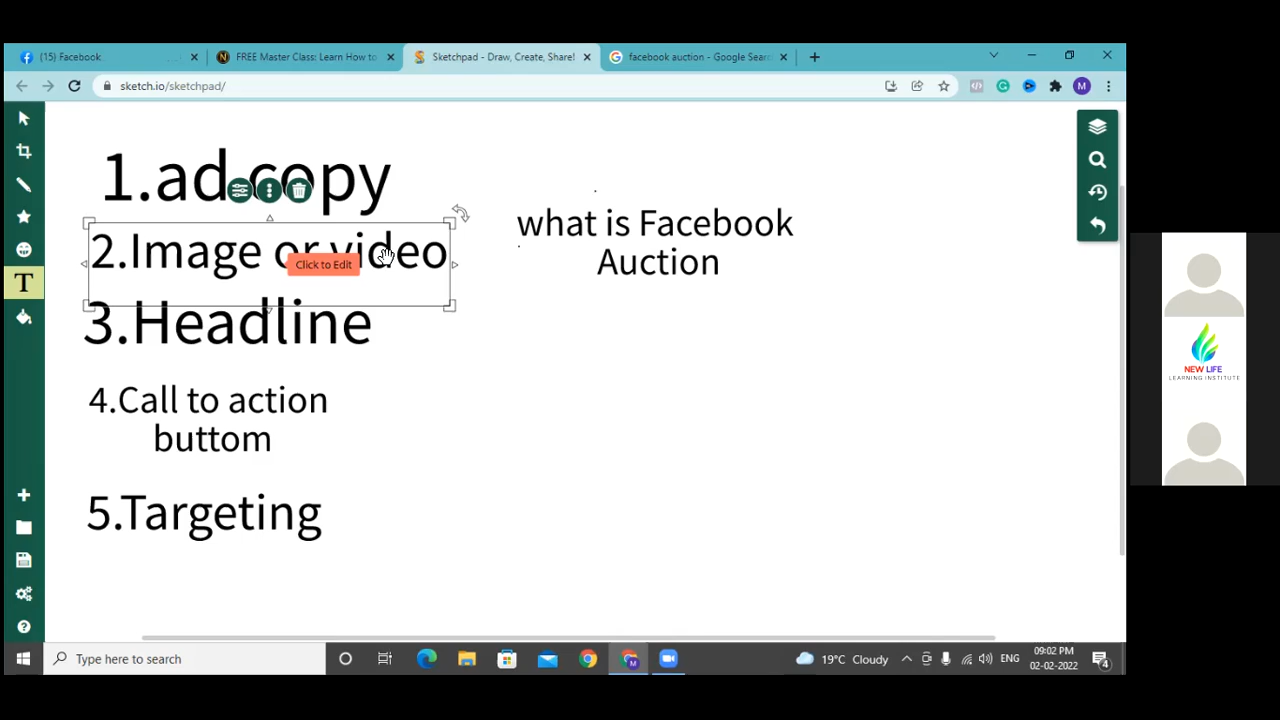 (15) Facebook
FREE Master Class: Learn How to
Sketchpad - Draw, Create, Share!
facebook auction - Google Searc
sketch.io/sketchpad/
M
1.ad copy
2.Image or video
Click to Edit
3.Headline
4.Call to action
buttom
5.Targeting
what is Facebook
Auction
T
NEW LIFE
LEARNING INSTITUTE
Type here to search
19°C Cloudy
ENG
09:02 PM
02-02-2022
4